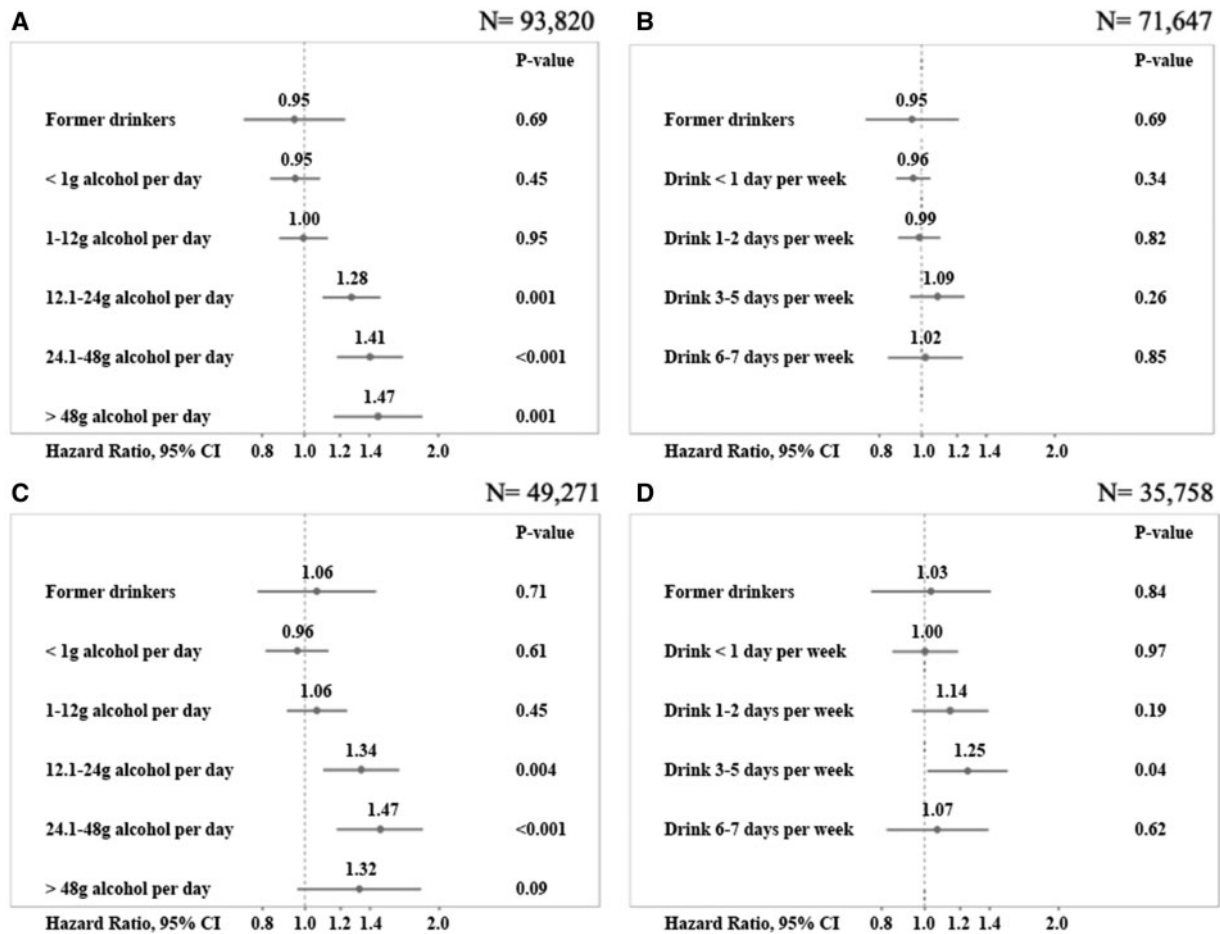 A N= 93,820
P-value
0.95
Former drinkers 0.69
0.95
< 1g alcohol per day 0.45
1.00
1-12g alcohol per day 0.95
1.28
12.1-24g alcohol per day 0.001
1.41
24.1-48g alcohol per day <0.001
1.47
> 48g alcohol per day 0.001
Hazard Ratio, 95% CI 0.8 1.0 1.2 1.4 2.0
B N= 71,647
P-value
0.95
Former drinkers 0.69
0.96
Drink < 1 day per week 0.34
0.99
Drink 1-2 days per week 0.82
1.09
Drink 3-5 days per week 0.26
1.02
Drink 6-7 days per week 0.85
Hazard Ratio, 95% CI 0.8 1.0 1.2 1.4 2.0
C N= 49,271
P-value
1.06
Former drinkers 0.71
0.96
< 1g alcohol per day 0.61
1.06
1-12g alcohol per day 0.45
1.34
12.1-24g alcohol per day 0.004
1.47
24.1-48g alcohol per day <0.001
1.32
> 48g alcohol per day 0.09
Hazard Ratio, 95% CI 0.8 1.0 1.2 1.4 2.0
D N= 35,758
P-value
1.03
Former drinkers 0.84
1.00
Drink < 1 day per week 0.97
1.14
Drink 1-2 days per week 0.19
1.25
Drink 3-5 days per week 0.04
1.07
Drink 6-7 days per week 0.62
Hazard Ratio, 95% CI 0.8 1.0 1.2 1.4 2.0